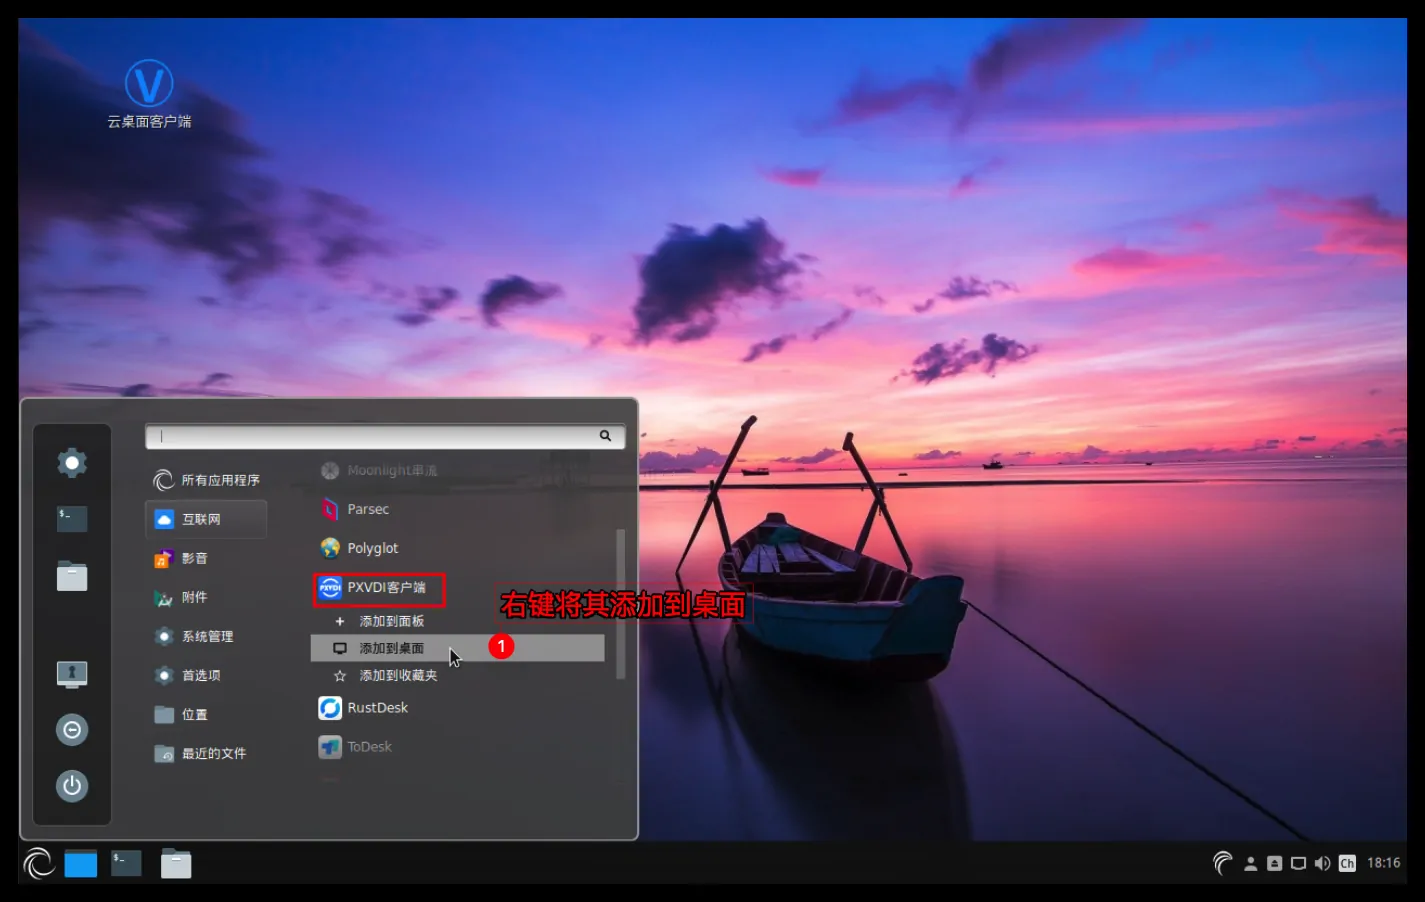 云桌面客户端
所有应用程序
互联网
影音
附件
系统管理
首选项
位置
最近的文件
Moonlight串流
Parsec
Polyglot
PXVDI客户端
添加到面板
添加到桌面
添加到收藏夹
RustDesk
ToDesk
右键将其添加到桌面
1
Ch
18:16